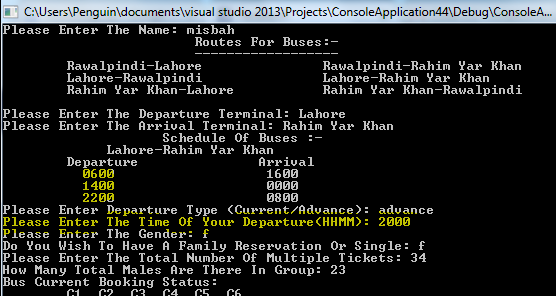 C:\Users\Penguin\documents\visual studio 2013\Projects\ConsoleApplication44\Debug\ConsoleA...
Please Enter The Name: misbah
Routes For Buses:-
-------------------
Rawalpindi-Lahore Rawalpindi-Rahim Yar Khan
Lahore-Rawalpindi Lahore-Rahim Yar Khan
Rahim Yar Khan-Lahore Rahim Yar Khan-Rawalpindi
Please Enter The Departure Terminal: Lahore
Please Enter The Arrival Terminal: Rahim Yar Khan
Schedule Of Buses :-
Lahore-Rahim Yar Khan
Departure Arrival
0600 1600
1400 0000
2200 0800
Please Enter Departure Type (Current/Advance): advance
Please Enter The Time Of Your Departure(HHMM): 2000
Please Enter The Gender: f
Do You Wish To Have A Family Reservation Or Single: f
Please Enter The Total Number Of Multiple Tickets: 34
How Many Total Males Are There In Group: 23
Bus Current Booking Status:
C1 C2 C3 C4 C5 C6